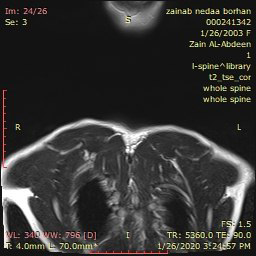 Im: 24/26
Se: 3
zainab nedaa borhan
000241342
1/26/2003 F
Zain AL-Abdeen
1
l-spine^library
t2_tse_cor
whole spine
whole spine
S
R
L
I
WL: 340 WW: 796 [D]
T: 4.0mm L: 70.0mm*
FS: 1.5
TR: 5360.0 TE: 90.0
1/26/2020 3:24:57 PM